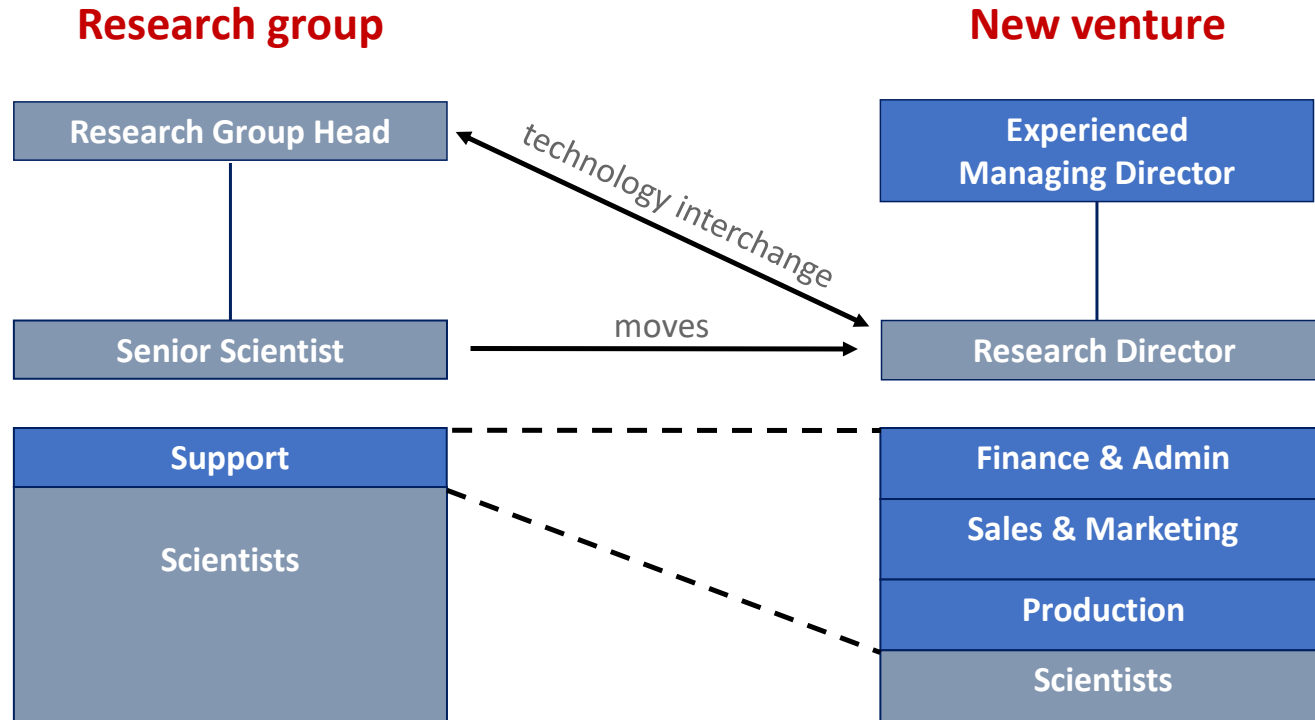 Research group
New venture
Research Group Head
technology interchange
Experienced
Managing Director
moves
Senior Scientist
Research Director
Support
Scientists
Finance & Admin
Sales & Marketing
Production
Scientists